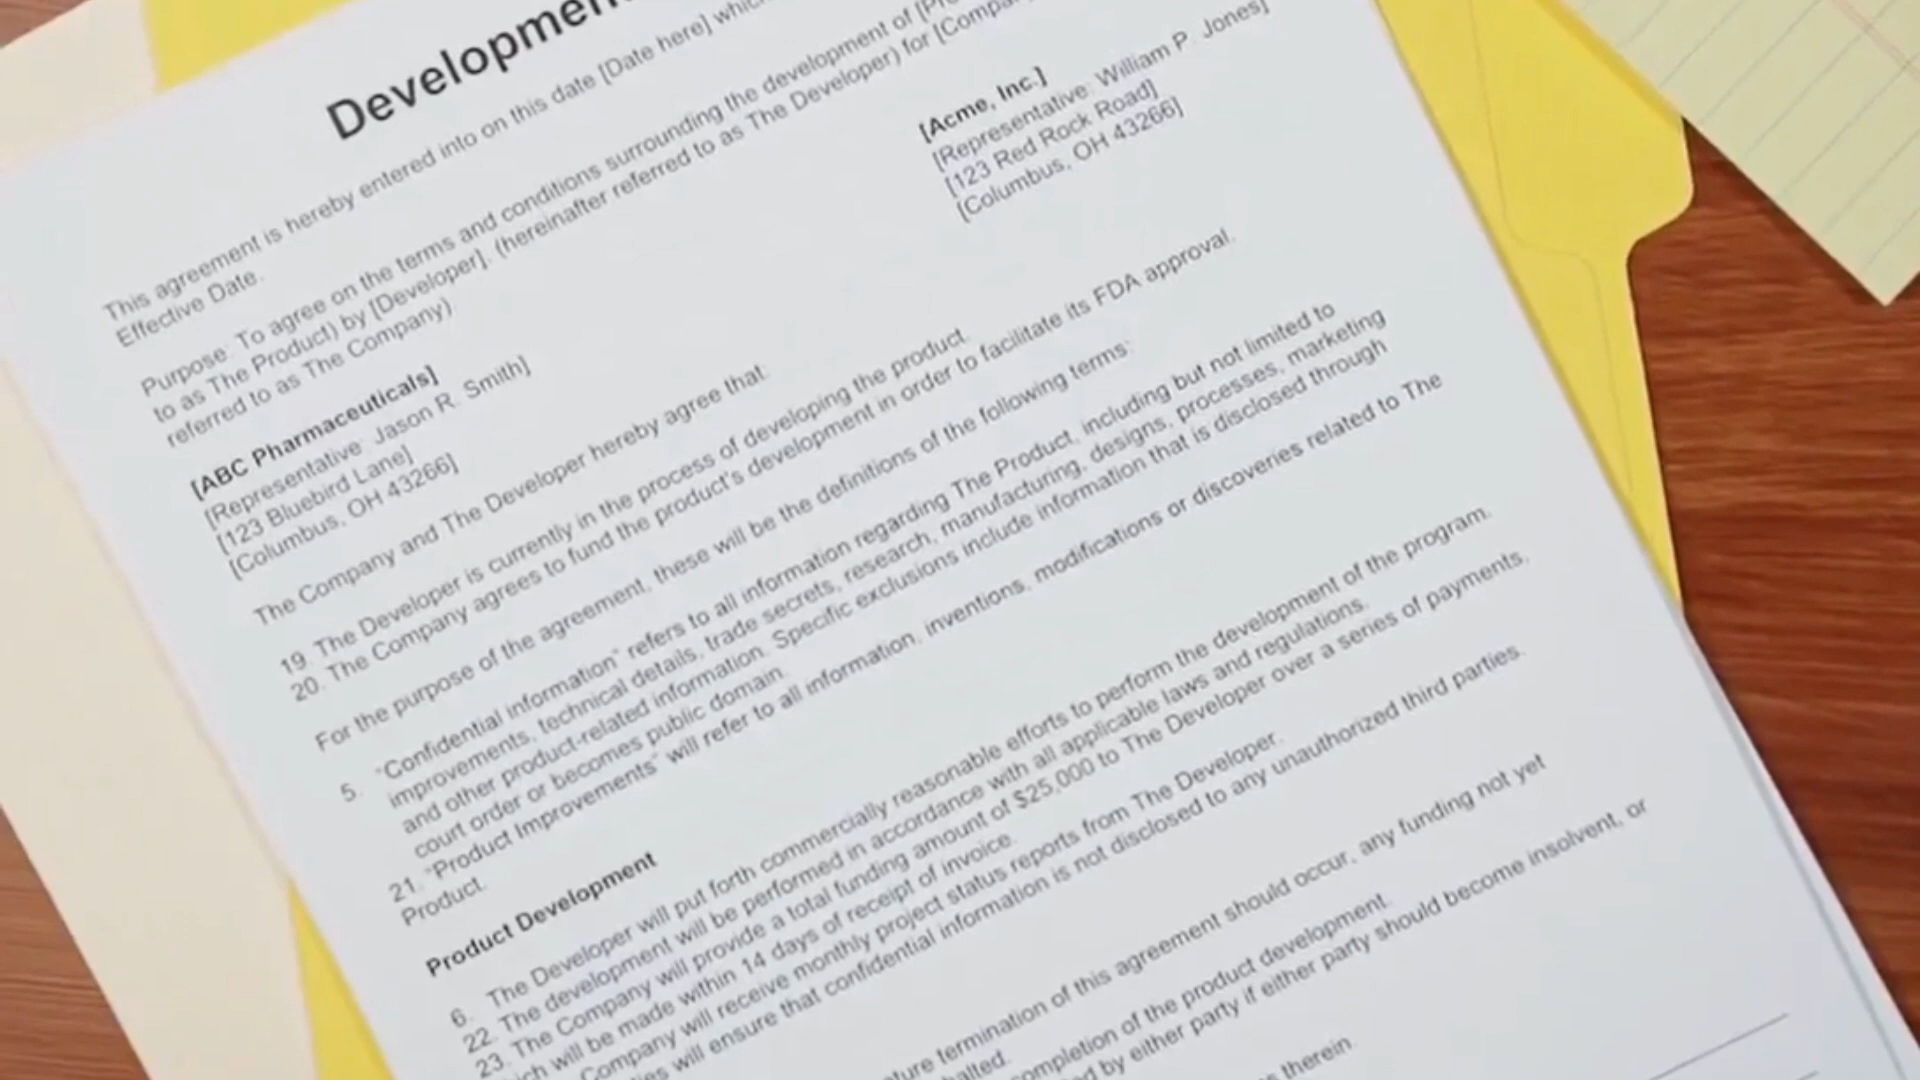 Development
This agreement is hereby entered into on this date [Date here] which
Effective Date.
Purpose: To agree on the terms and conditions surrounding the development of
to as The Product) by [Developer]. (hereinafter referred to as The Developer) for
referred to as The Company).
[ABC Pharmaceuticals]
[Representative: Jason R. Smith]
[123 Bluebird Lane]
[Columbus, OH 43266]
[Acme, Inc.]
[Representative: William P. Jones]
[123 Red Rock Road]
[Columbus, OH 43266]
The Company and The Developer hereby agree that:
19. The Developer is currently in the process of developing the product.
20. The Company agrees to fund the product's development in order to facilitate its FDA approval.
For the purpose of the agreement, these will be the definitions of the following terms:
5. "Confidential information" refers to all information regarding The Product, including but not limited to
improvements, technical details, trade secrets, research, manufacturing, designs, processes, marketing
and other product-related information. Specific exclusions include information that is disclosed through
court order or becomes public domain.
21. "Product Improvements" will refer to all information, inventions, modifications or discoveries related to The
Product.
Product Development
6. The Developer will put forth commercially reasonable efforts to perform the development of the program.
22. The development will be performed in accordance with all applicable laws and regulations.
23. The Company will provide a total funding amount of $25,000 to The Developer over a series of payments,
will be made within 14 days of receipt of invoice.
Company will receive monthly project status reports from The Developer.
will ensure that confidential information is not disclosed to any unauthorized third parties.
termination of this agreement should occur, any funding not yet
halted.
completion of the product development.
by either party if either party should become insolvent, or
therein